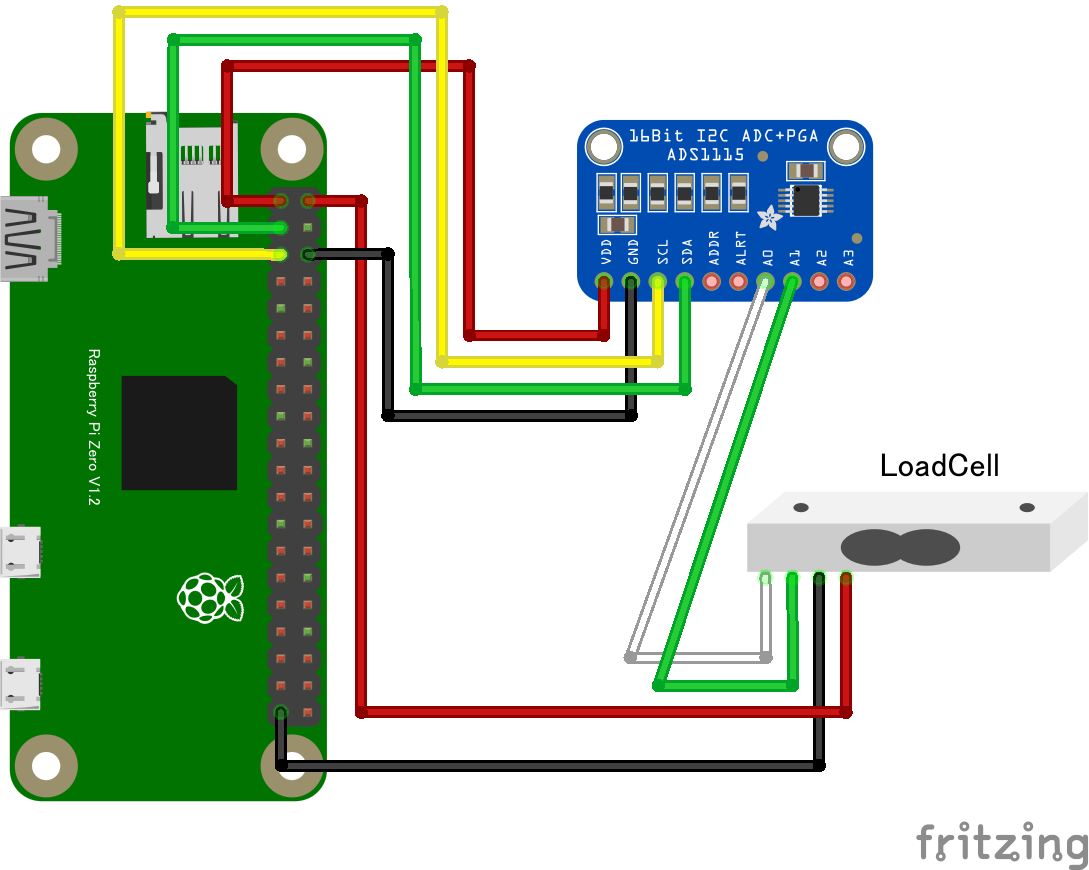 16Bit I2C ADC+PGA
ADS1115
VDD
GND
SCL
SDA
ADDR
ALRT
A0
A1
A2
A3
Raspberry Pi Zero V1.2
LoadCell
fritzing